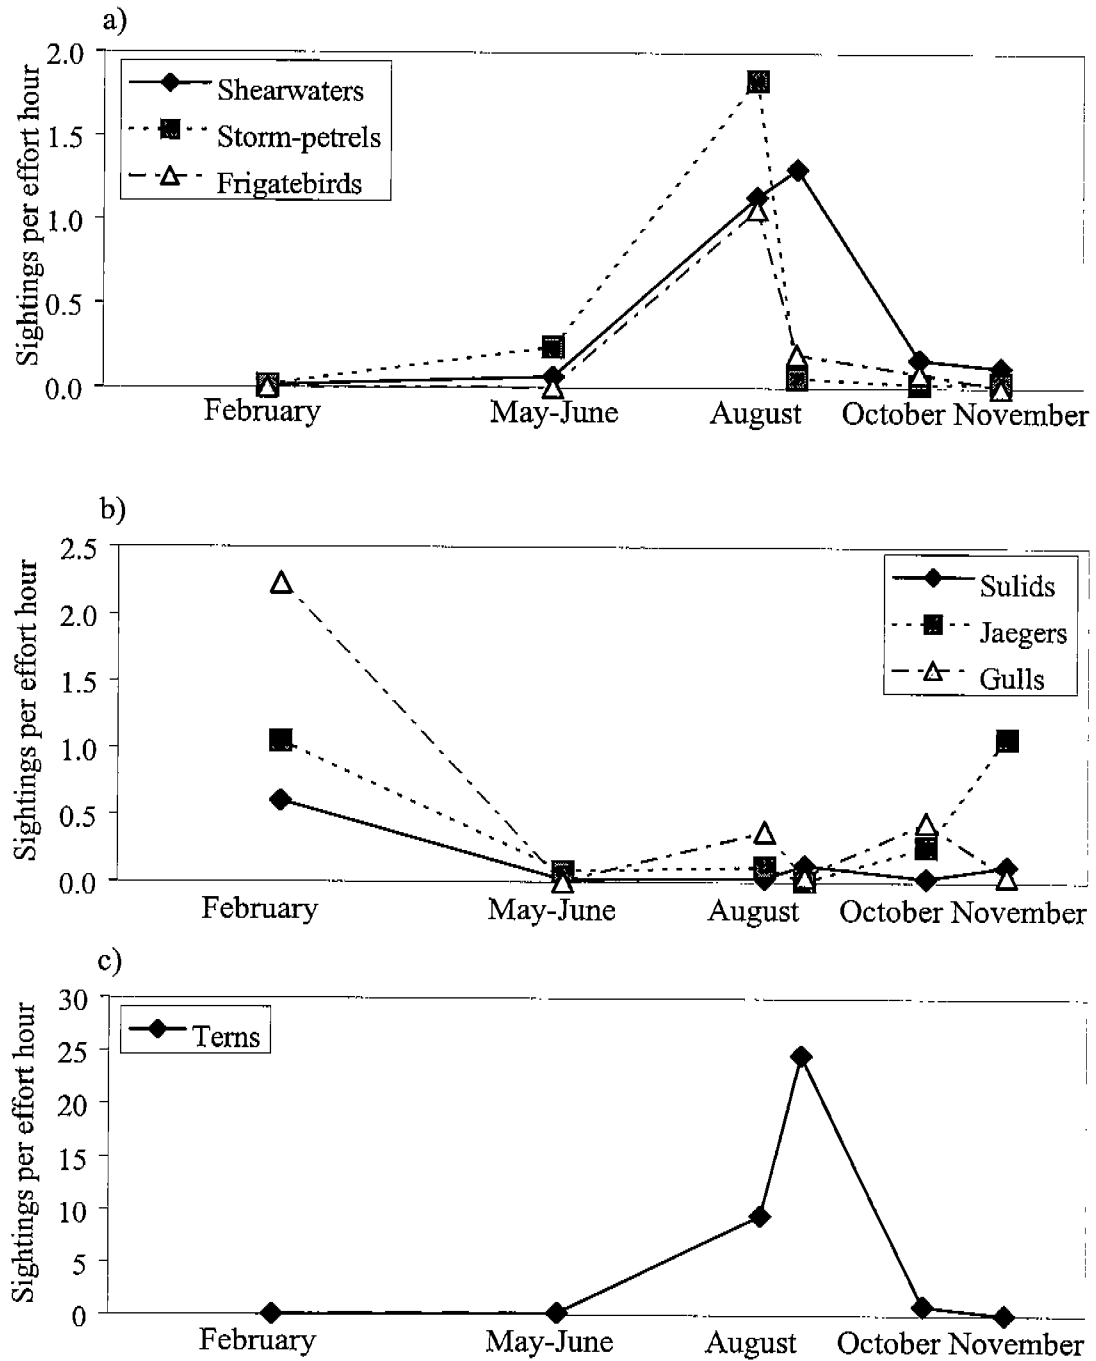 a)
Sightings per effort hour
2.0
1.5
1.0
0.5
0.0
Shearwaters
Storm-petrels
Frigatebirds
February May-June August October November
b)
Sightings per effort hour
2.5
2.0
1.5
1.0
0.5
0.0
Sulids
Jaegers
Gulls
February May-June August October November
c)
Sightings per effort hour
30
25
20
15
10
5
0
Terns
February May-June August October November